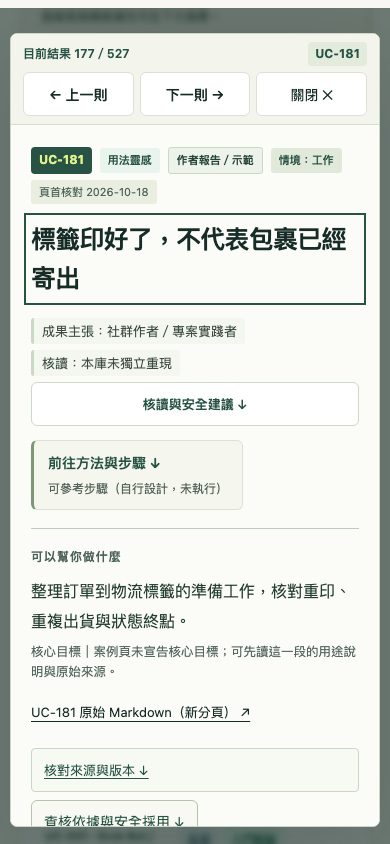 目前結果 177 / 527
UC-181
← 上一則
下一則 →
關閉 ✕
UC-181
用法靈感
作者報告 / 示範
情境：工作
頁首核對 2026-10-18
標籤印好了，不代表包裹已經
寄出
成果主張：社群作者 / 專案實踐者
核讀：本庫未獨立重現
核讀與安全建議 ↓
前往方法與步驟 ↓
可參考步驟（自行設計，未執行）
可以幫你做什麼
整理訂單到物流標籤的準備工作，核對重印、
重複出貨與狀態終點。
核心目標｜案例頁未宣告核心目標；可先讀這一段的用途說
明與原始來源。
UC-181 原始 Markdown（新分頁） ↗
核對來源與版本 ↓
查核依據與安全採用 ↓